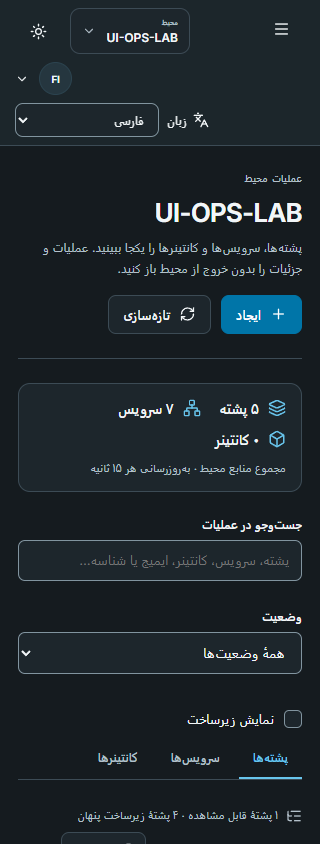 محیط
UI-OPS-LAB
FI
زبان
فارسی
عملیات محیط
UI-OPS-LAB
پشته‌ها، سرویس‌ها و کانتینرها را یکجا ببینید. عملیات و
جزئیات را بدون خروج از محیط باز کنید.
ایجاد
تازه‌سازی
۵ پشته
۷ سرویس
۰ کانتینر
مجموع منابع محیط · به‌روزرسانی هر ۱۵ ثانیه
جست‌وجو در عملیات
پشته، سرویس، کانتینر، ایمیج یا شناسه...
وضعیت
همهٔ وضعیت‌ها
نمایش زیرساخت
پشته‌ها
سرویس‌ها
کانتینرها
۱ پشتهٔ قابل مشاهده · ۴ پشتهٔ زیرساخت پنهان